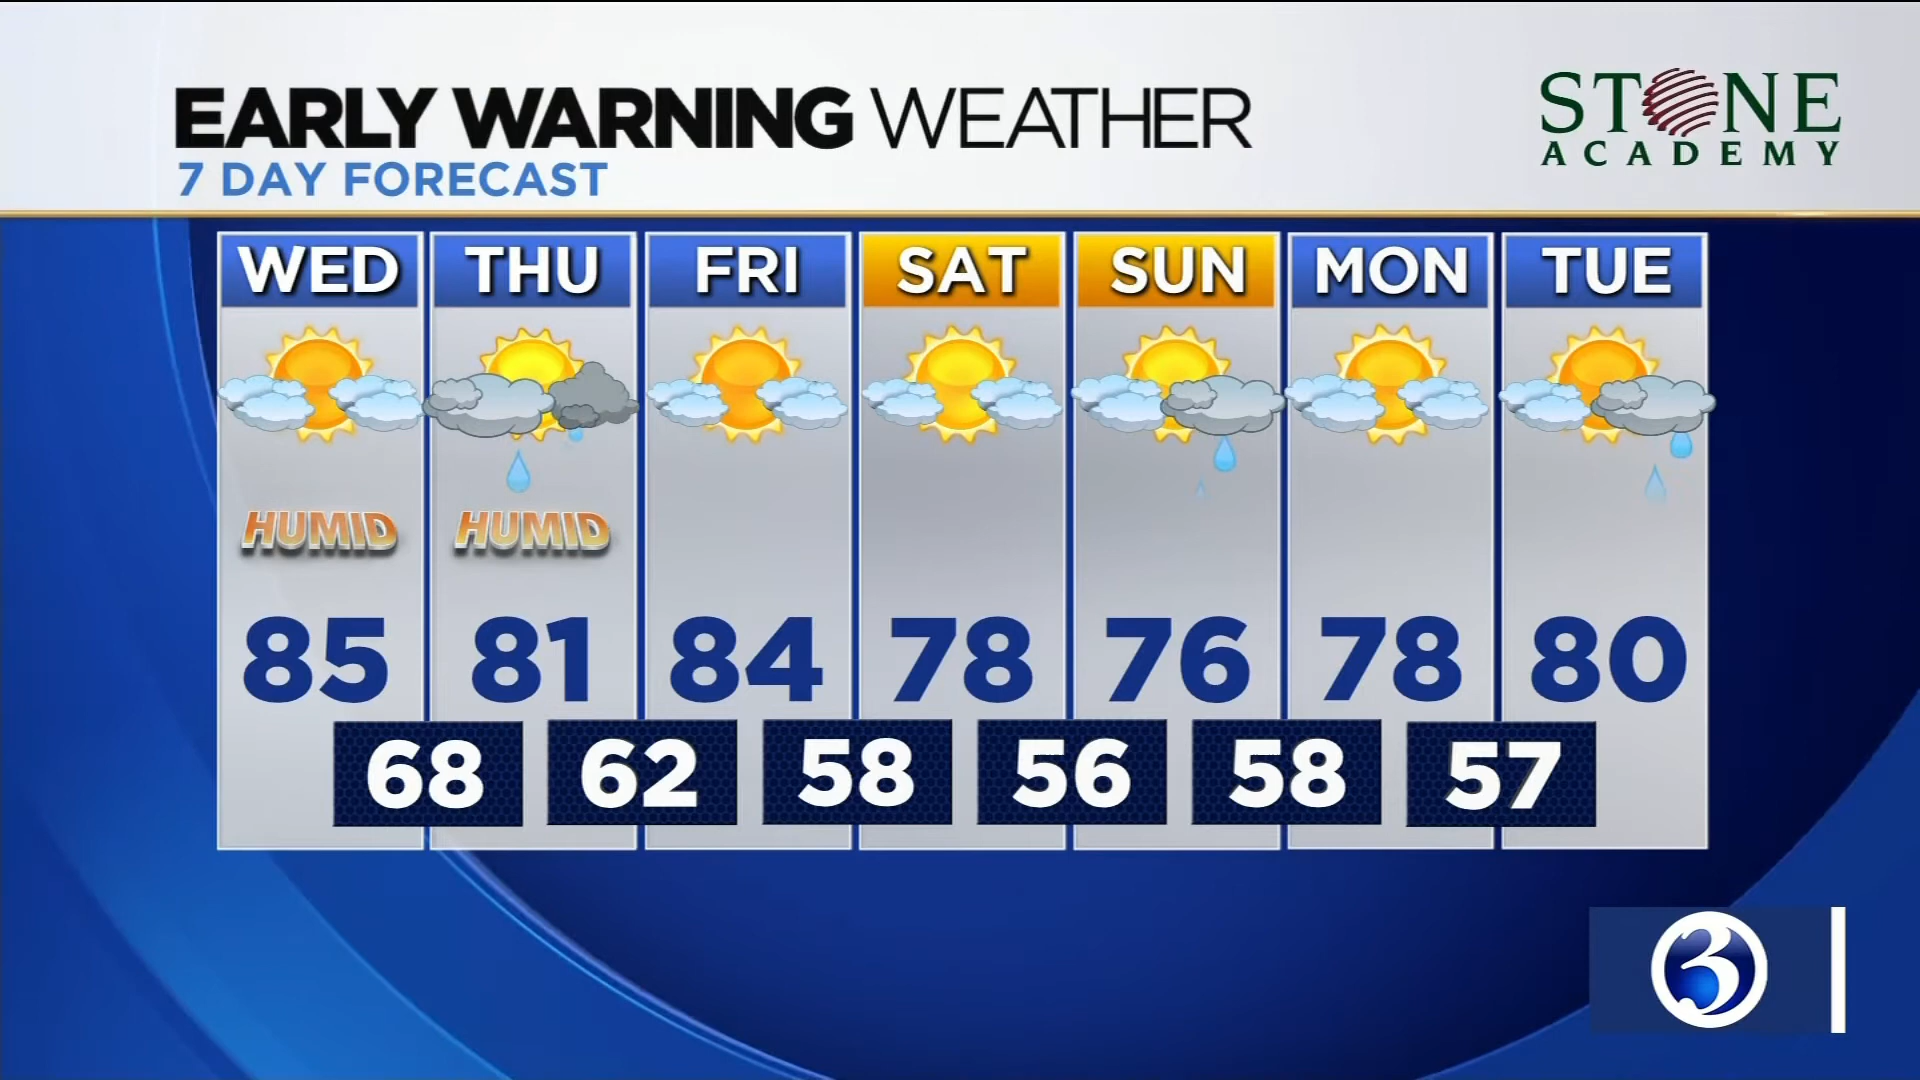 EARLY WARNING WEATHER
7 DAY FORECAST
STONE
ACADEMY
WED THU FRI SAT SUN MON TUE
HUMID HUMID
85 81 84 78 76 78 80
68 62 58 56 58 57
3